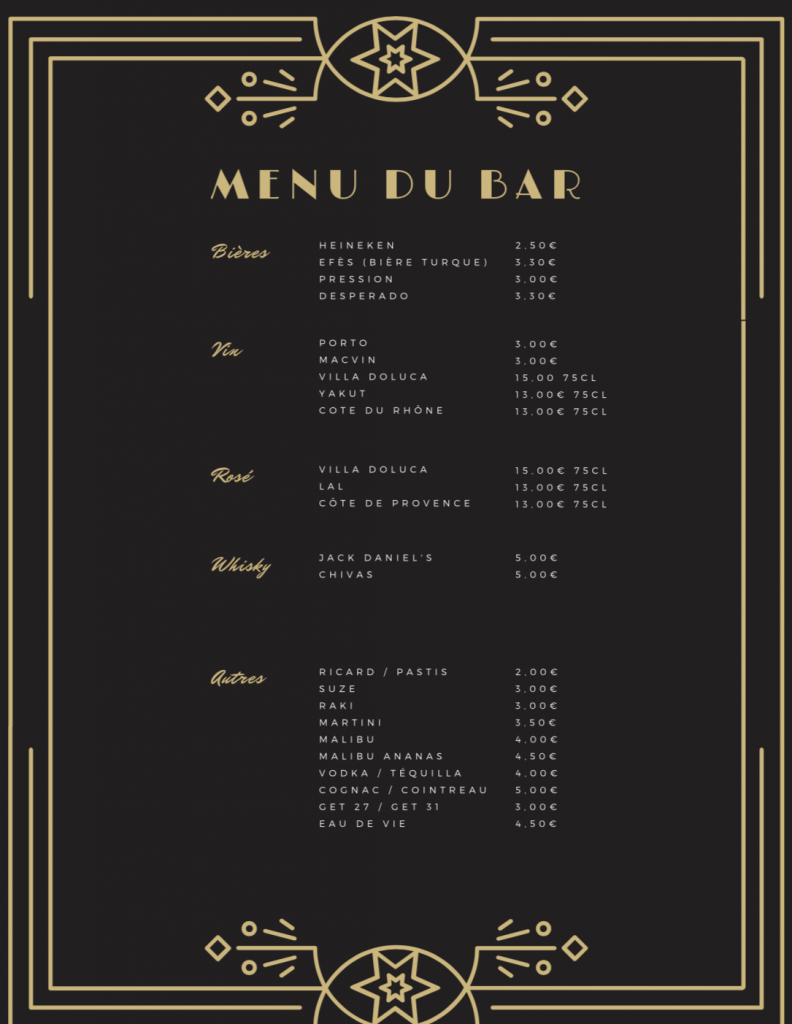 MENU DU BAR
Bières
HEINEKEN 2,50€
EFÈS (BIÈRE TURQUE) 3,30€
PRESSION 3,00€
DESPERADO 3,30€
Vin
PORTO 3,00€
MACVIN 3,00€
VILLA DOLUCA 15,00 75CL
YAKUT 13,00€ 75CL
COTE DU RHÔNE 13,00€ 75CL
Rosé
VILLA DOLUCA 15,00€ 75CL
LAL 13,00€ 75CL
CÔTE DE PROVENCE 13,00€ 75CL
Whisky
JACK DANIEL'S 5,00€
CHIVAS 5,00€
Autres
RICARD / PASTIS 2,00€
SUZE 3,00€
RAKI 3,00€
MARTINI 3,50€
MALIBU 4,00€
MALIBU ANANAS 4,50€
VODKA / TÉQUILLA 4,00€
COGNAC / COINTREAU 5,00€
GET 27 / GET 31 3,00€
EAU DE VIE 4,50€